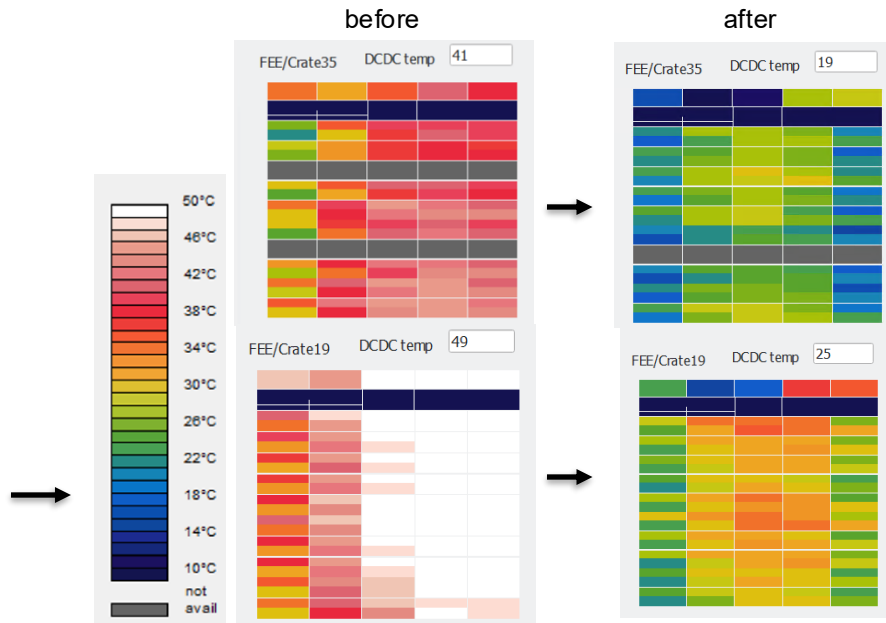 before
after
FEE/Crate35 DCDC temp 41
FEE/Crate35 DCDC temp 19
50°C
46°C
42°C
38°C
34°C
30°C
26°C
22°C
18°C
14°C
10°C
not
avail
FEE/Crate19 DCDC temp 49
FEE/Crate19 DCDC temp 25